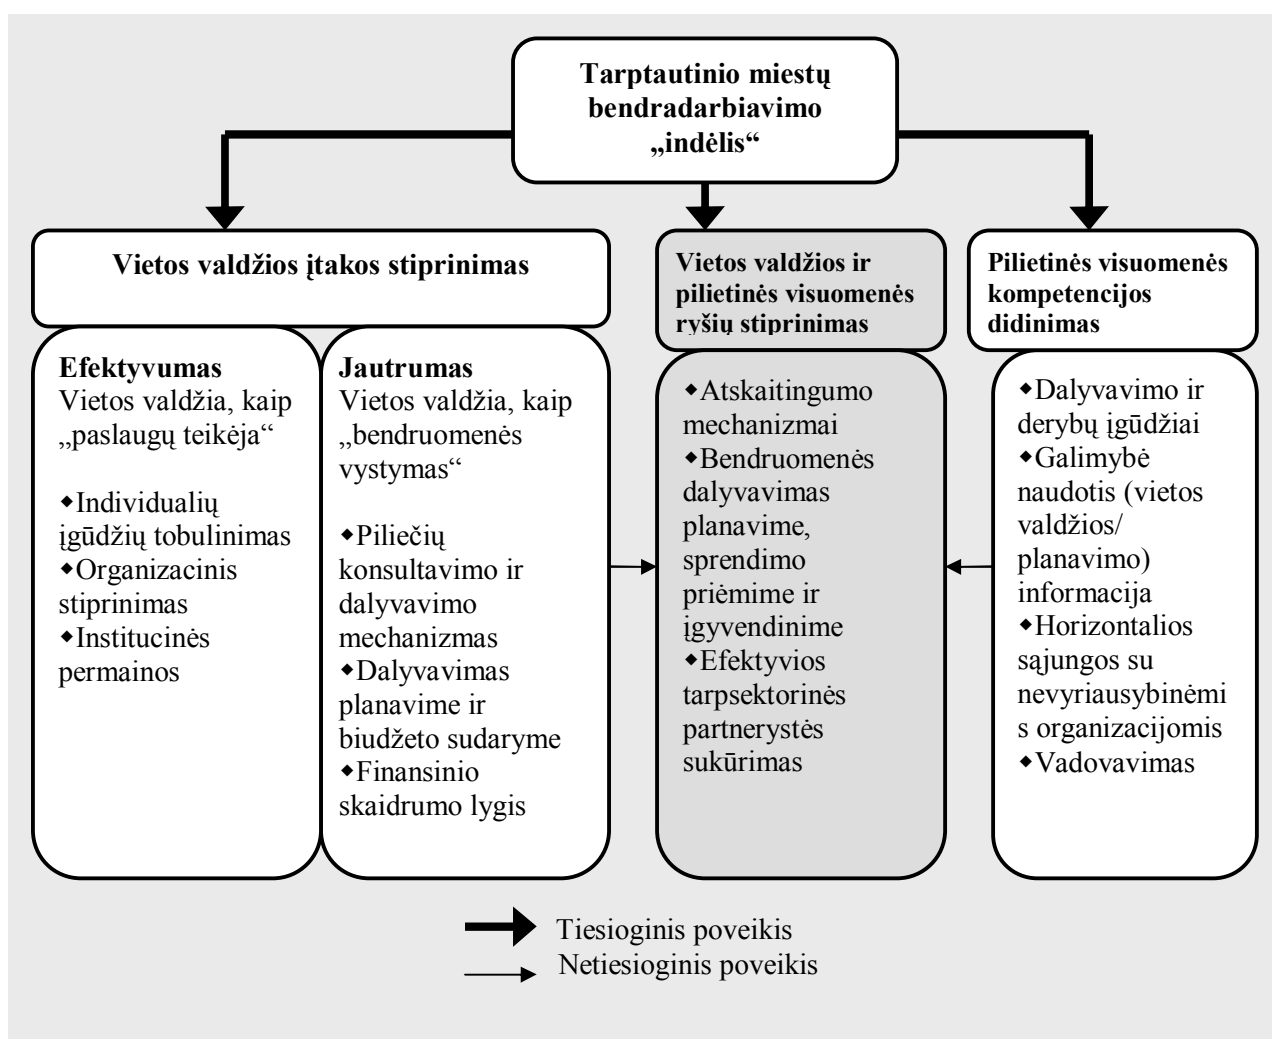 Tarptautinio miestų
bendradarbiavimo
„indėlis“
Vietos valdžios įtakos stiprinimas
Efektyvumas
Vietos valdžia, kaip
„paslaugų teikėja“
◆Individualių
įgūdžių tobulinimas
◆Organizacinis
stiprinimas
◆Institucinės
permainos
Jautrumas
Vietos valdžia, kaip
„bendruomenės
vystymas“
◆Piliečių
konsultavimo ir
dalyvavimo
mechanizmas
◆Dalyvavimas
planavime ir
biudžeto sudaryme
◆Finansinio
skaidrumo lygis
Vietos valdžios ir
pilietinės visuomenės
ryšių stiprinimas
◆Atskaitingumo
mechanizmai
◆Bendruomenės
dalyvavimas
planavime,
sprendimo
priėmime ir
įgyvendinime
◆Efektyvios
tarpsektorinės
partnerystės
sukūrimas
Pilietinės visuomenės
kompetencijos
didinimas
◆Dalyvavimo ir
derybų įgūdžiai
◆Galimybė
naudotis (vietos
valdžios/
planavimo)
informacija
◆Horizontalios
sąjungos su
nevyriausybinėmi
s organizacijomis
◆Vadovavimas
Tiesioginis poveikis
Netiesioginis poveikis